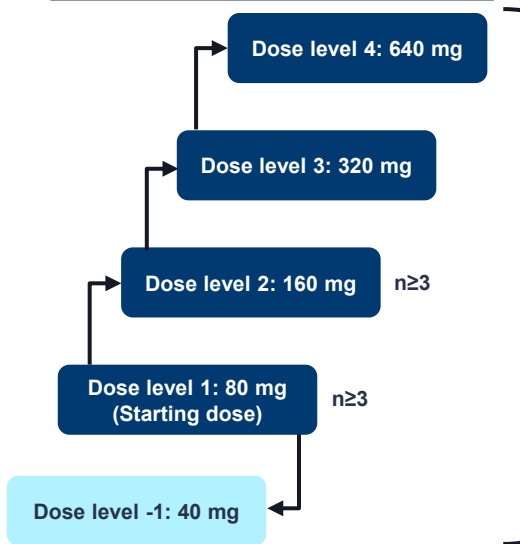 Dose level 4: 640 mg
Dose level 3: 320 mg
Dose level 2: 160 mg
n≥3
Dose level 1: 80 mg
(Starting dose)
n≥3
Dose level -1: 40 mg